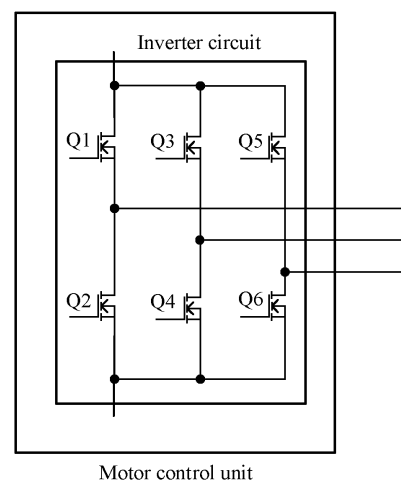 Inverter circuit
Q1
Q3
Q5
Q2
Q4
Q6
Motor control unit